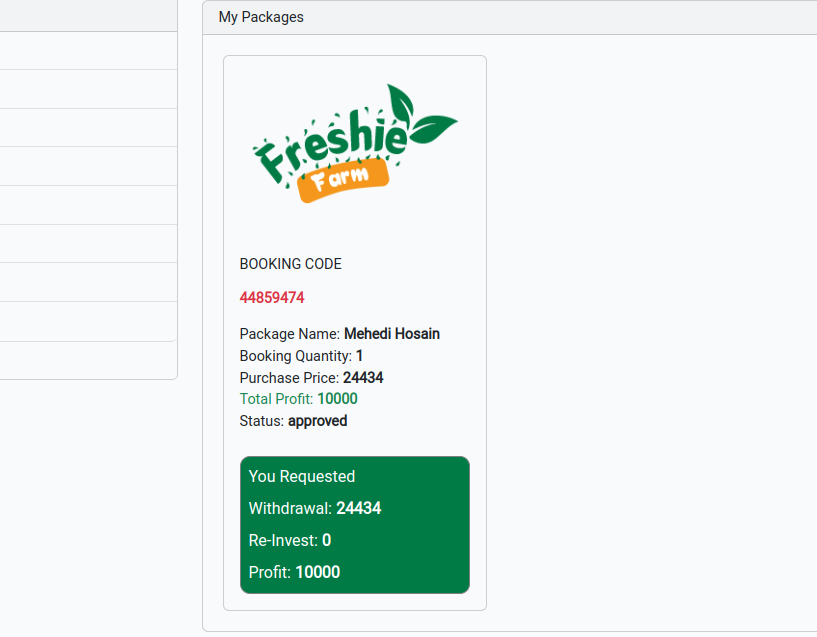 My Packages
Freshie
Farm
BOOKING CODE
44859474
Package Name: Mehedi Hosain
Booking Quantity: 1
Purchase Price: 24434
Total Profit: 10000
Status: approved
You Requested
Withdrawal: 24434
Re-Invest: 0
Profit: 10000